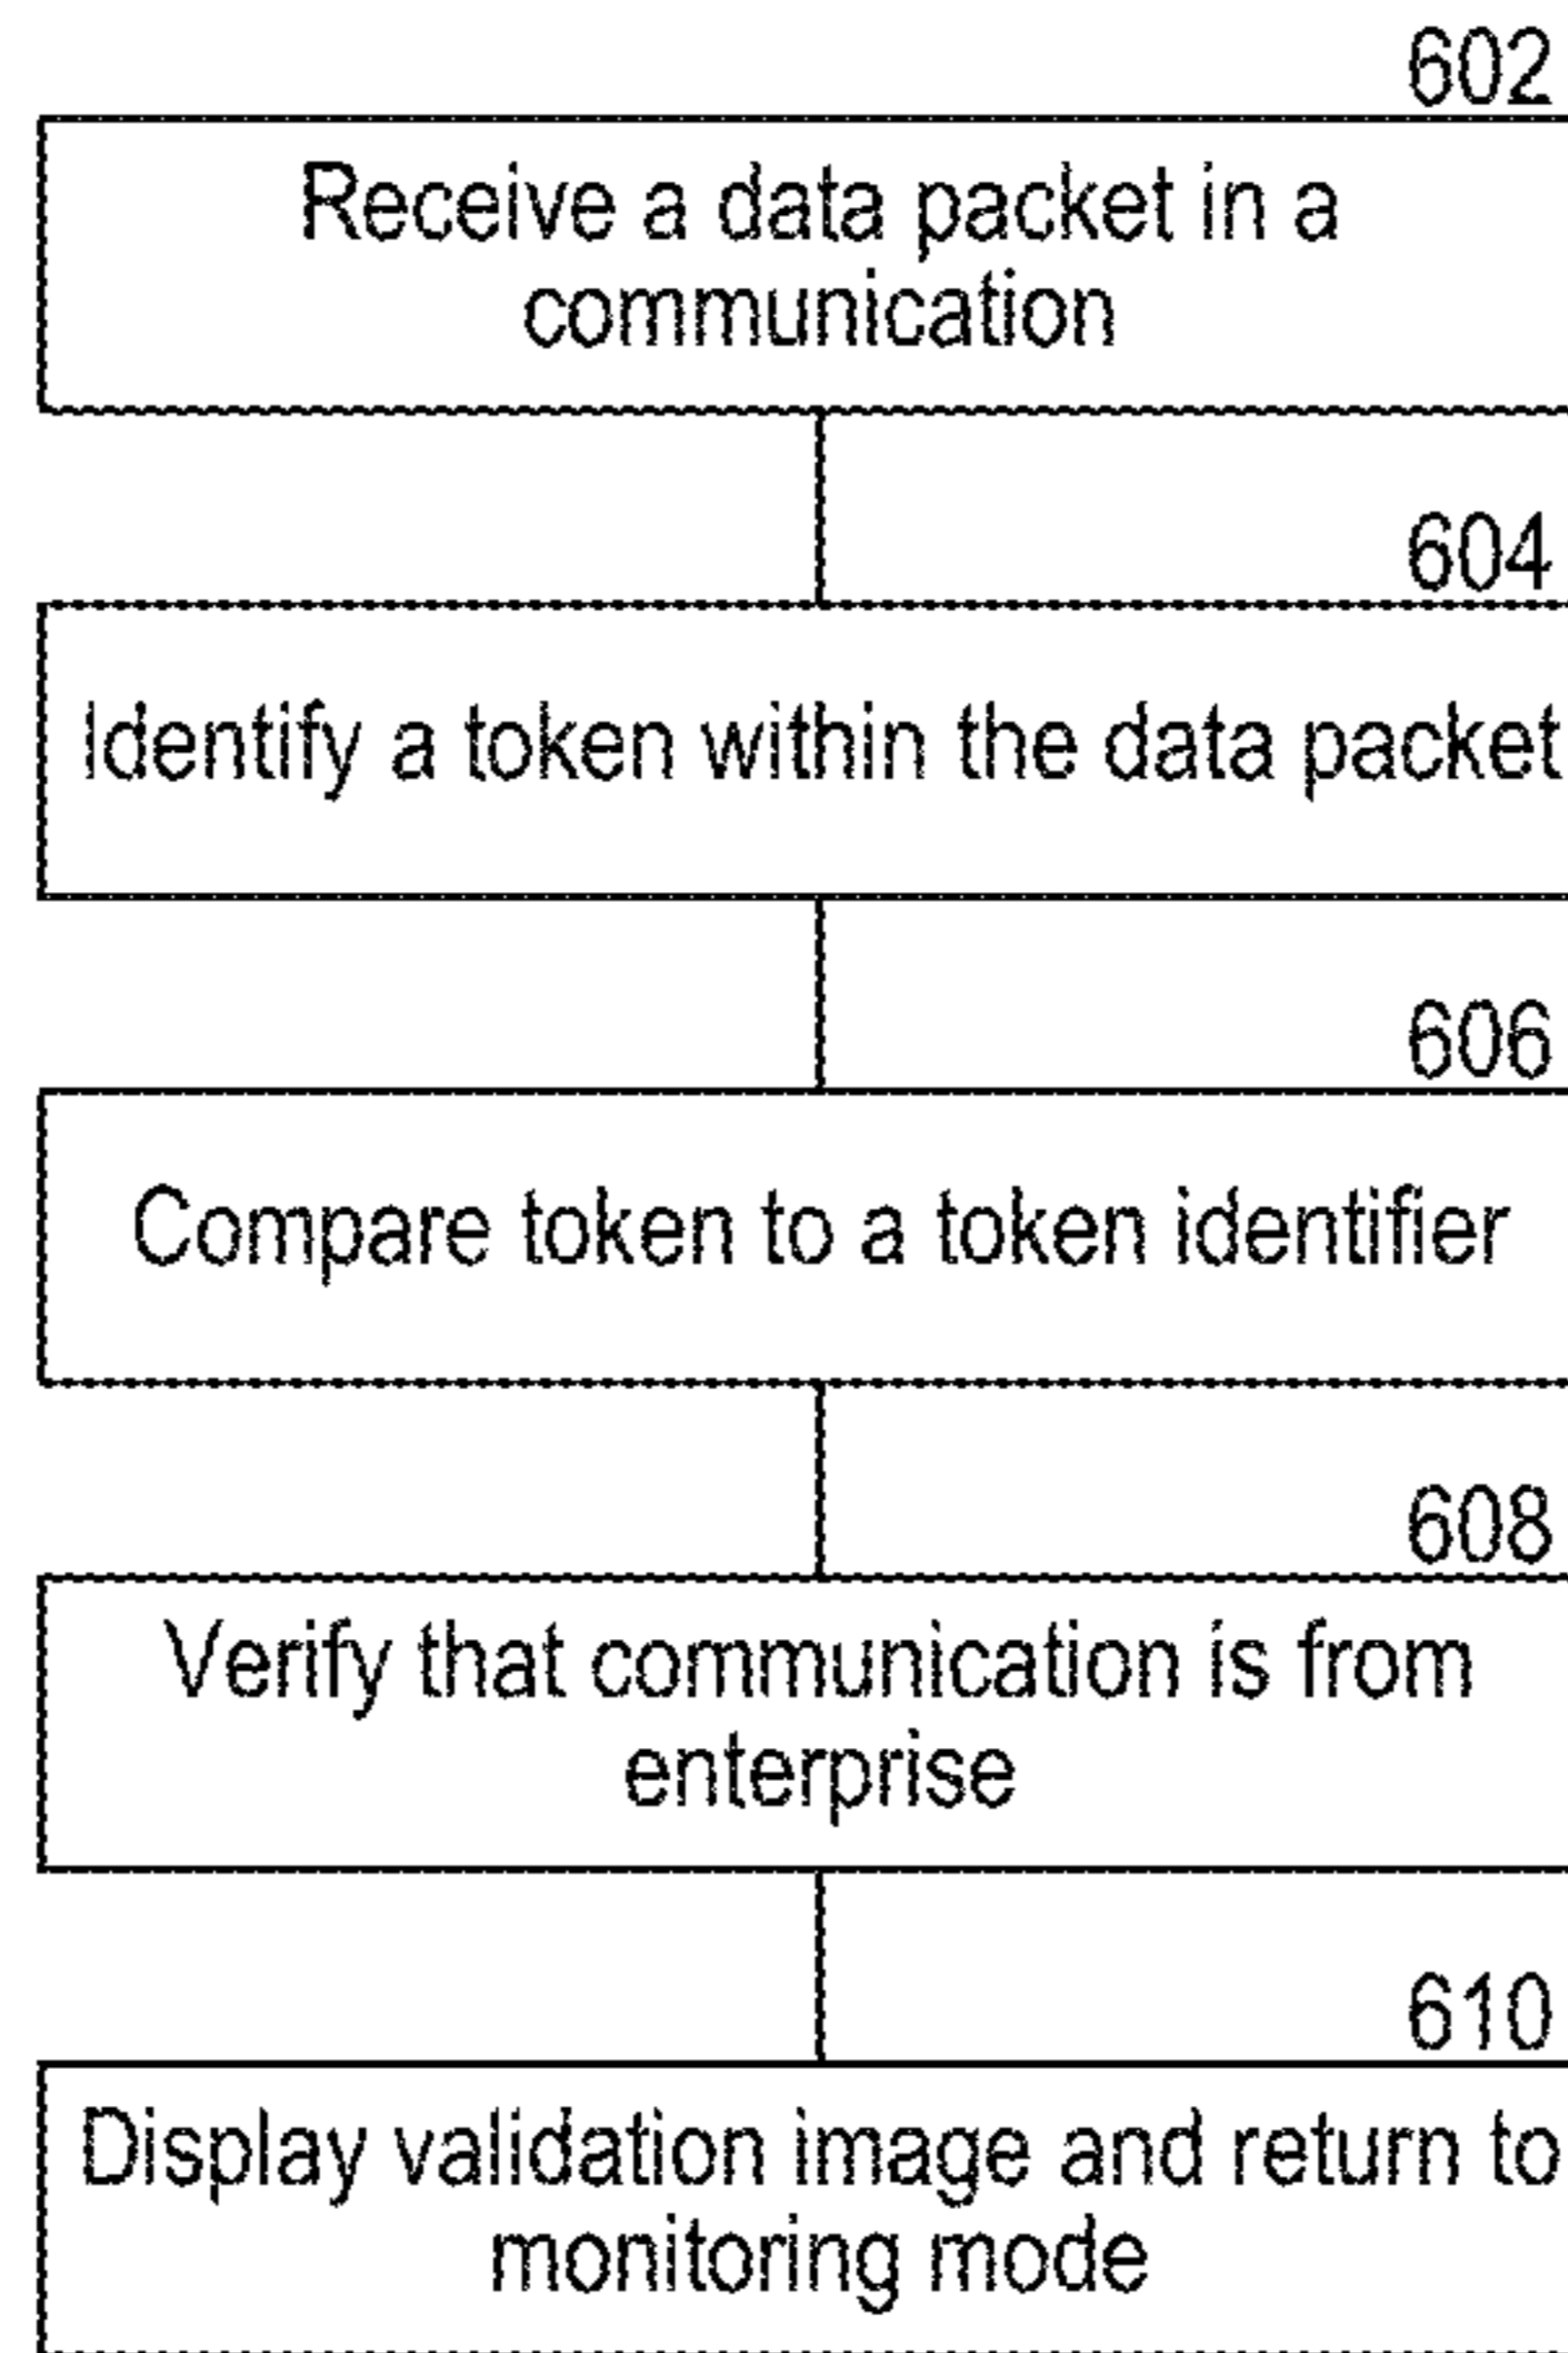 602
Receive a data packet in a
communication
604
Identify a token within the data packet
606
Compare token to a token identifier
608
Verify that communication is from
enterprise
610
Display validation image and return to
monitoring mode